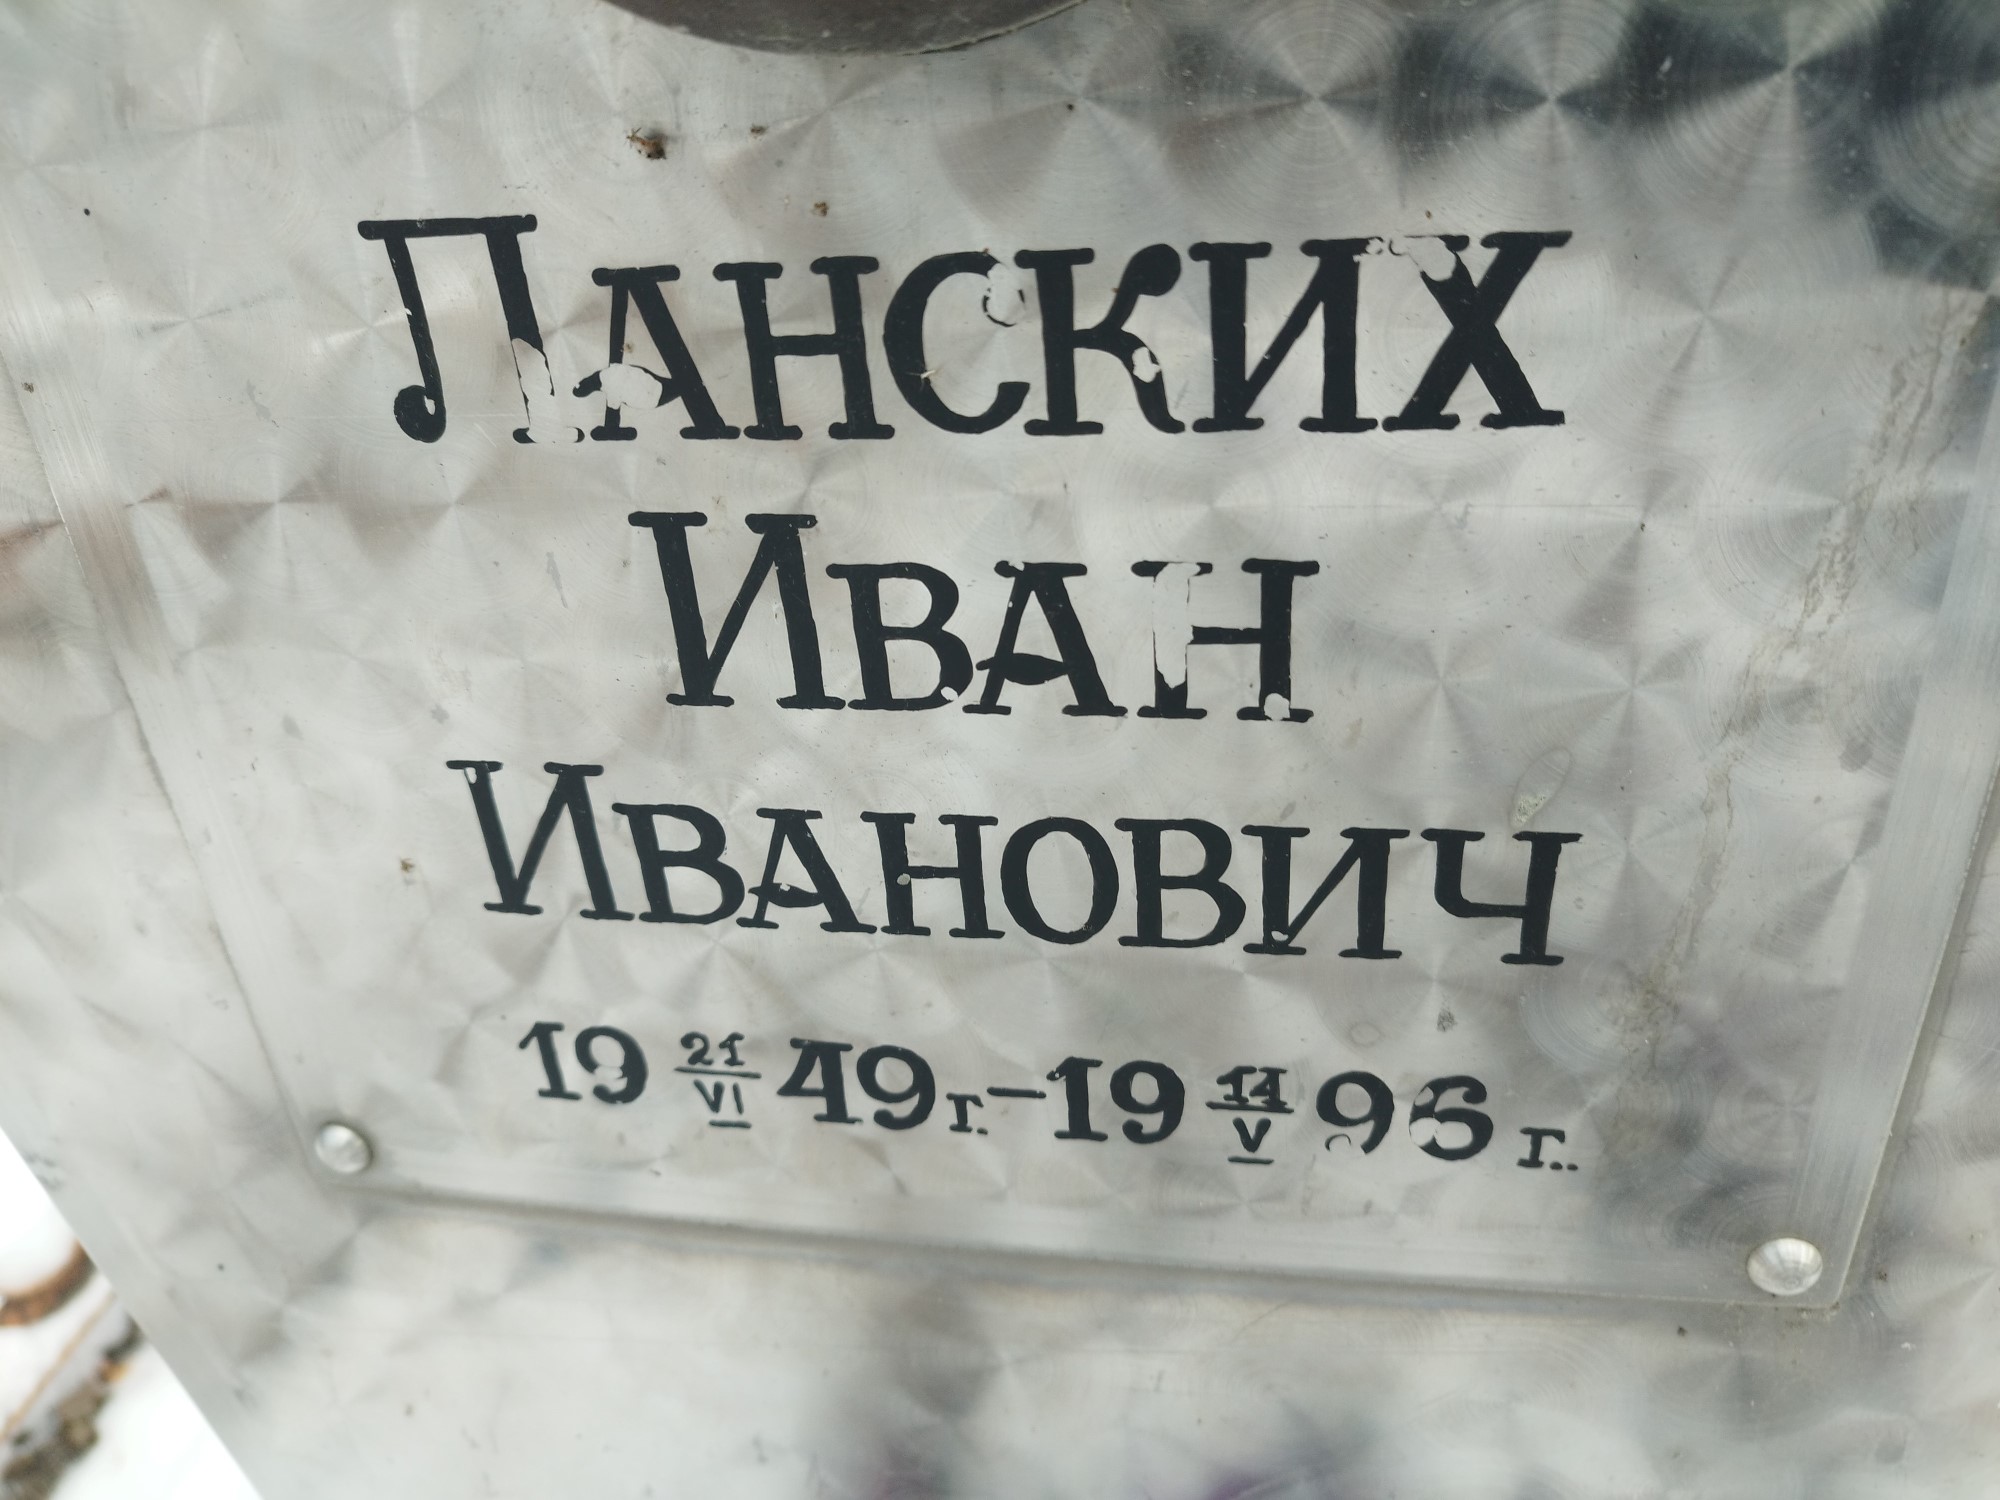 Ланских
Иван
Иванович
19 21/VI 49 г. – 19 14/V 96 г.